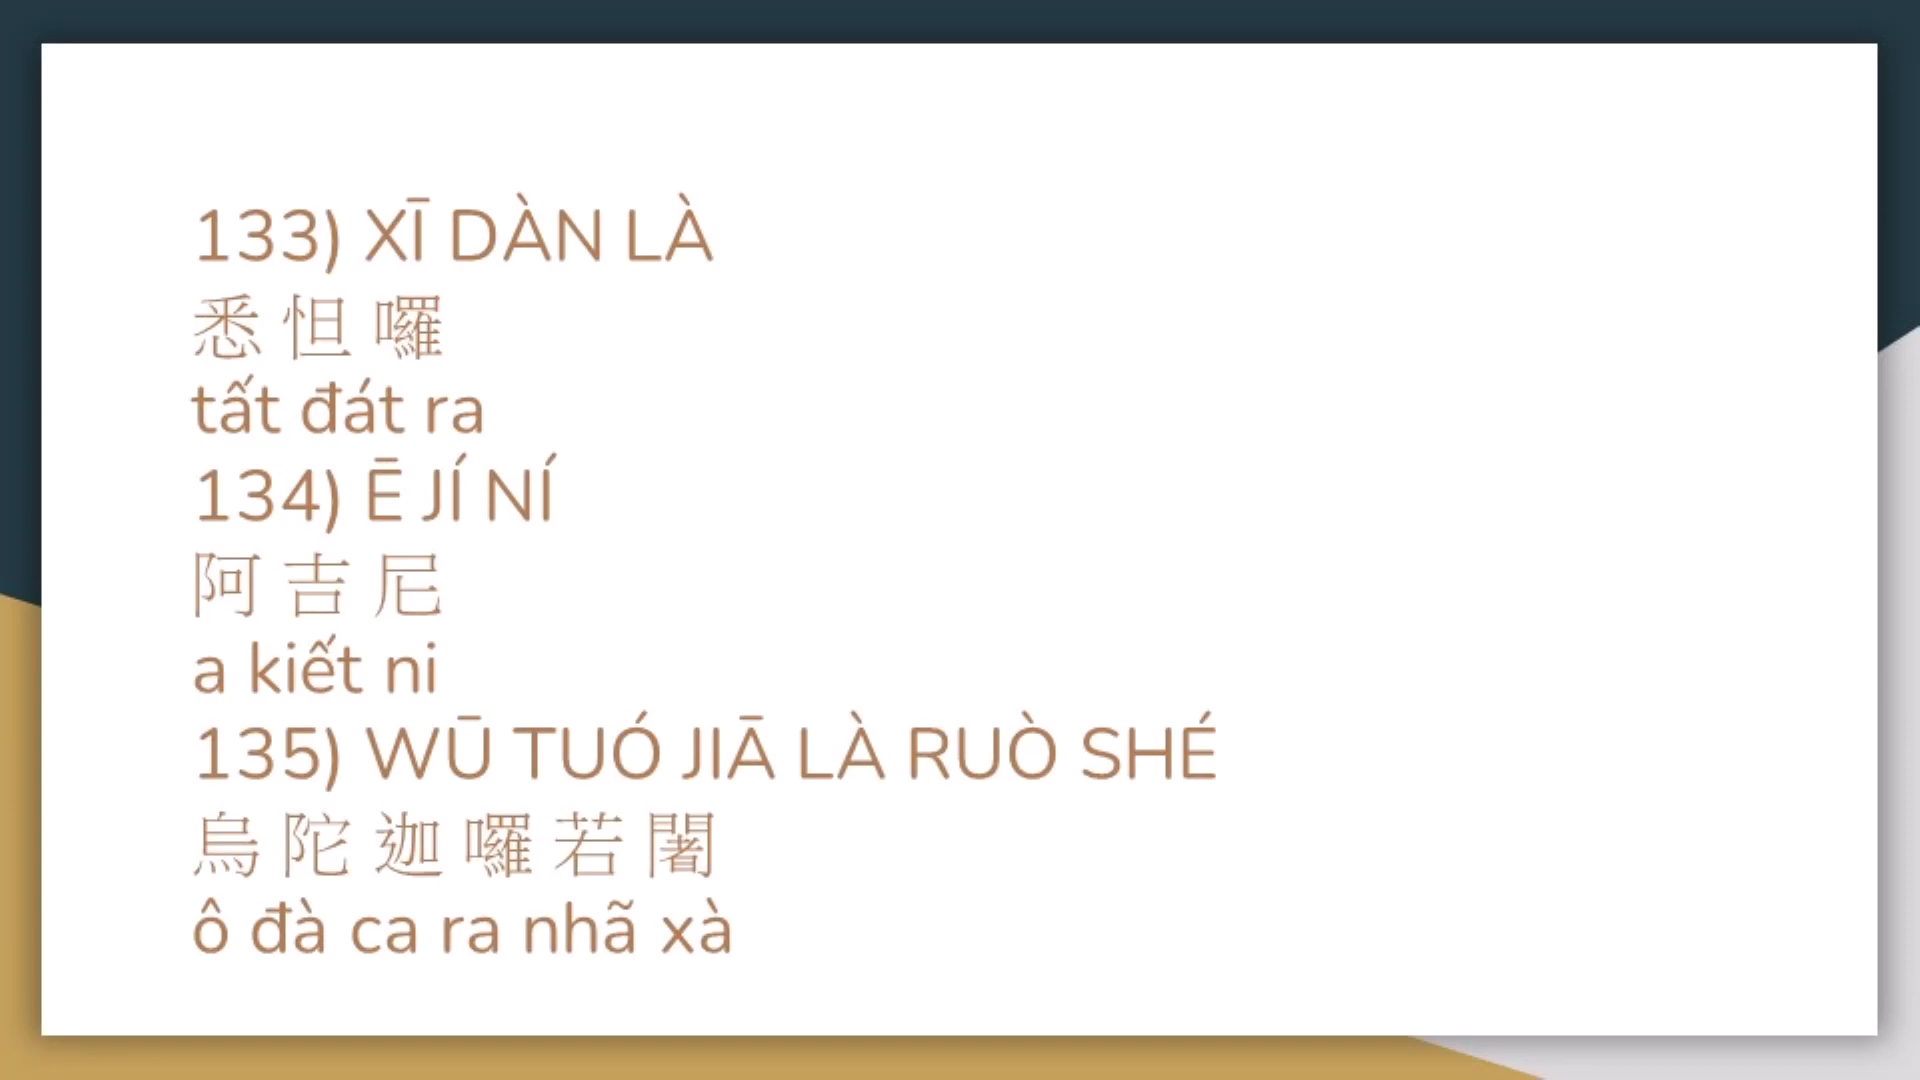 133) XĪ DÀN LÀ
悉 怛 囉
tất đát ra
134) Ē JÍ NÍ
阿 吉 尼
a kiết ni
135) WŪ TUÓ JIĀ LÀ RUÒ SHÉ
烏 陀 迦 囉 若 闍
ô đà ca ra nhã xà